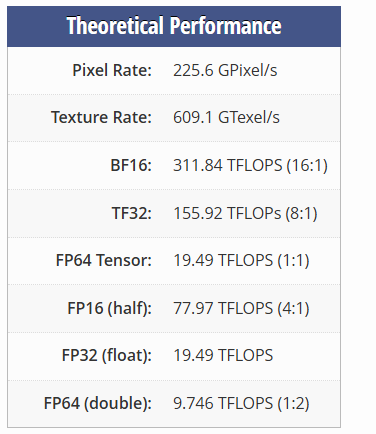 Theoretical Performance
Pixel Rate: 225.6 GPixel/s
Texture Rate: 609.1 GTexel/s
BF16: 311.84 TFLOPS (16:1)
TF32: 155.92 TFLOPs (8:1)
FP64 Tensor: 19.49 TFLOPS (1:1)
FP16 (half): 77.97 TFLOPS (4:1)
FP32 (float): 19.49 TFLOPS
FP64 (double): 9.746 TFLOPS (1:2)